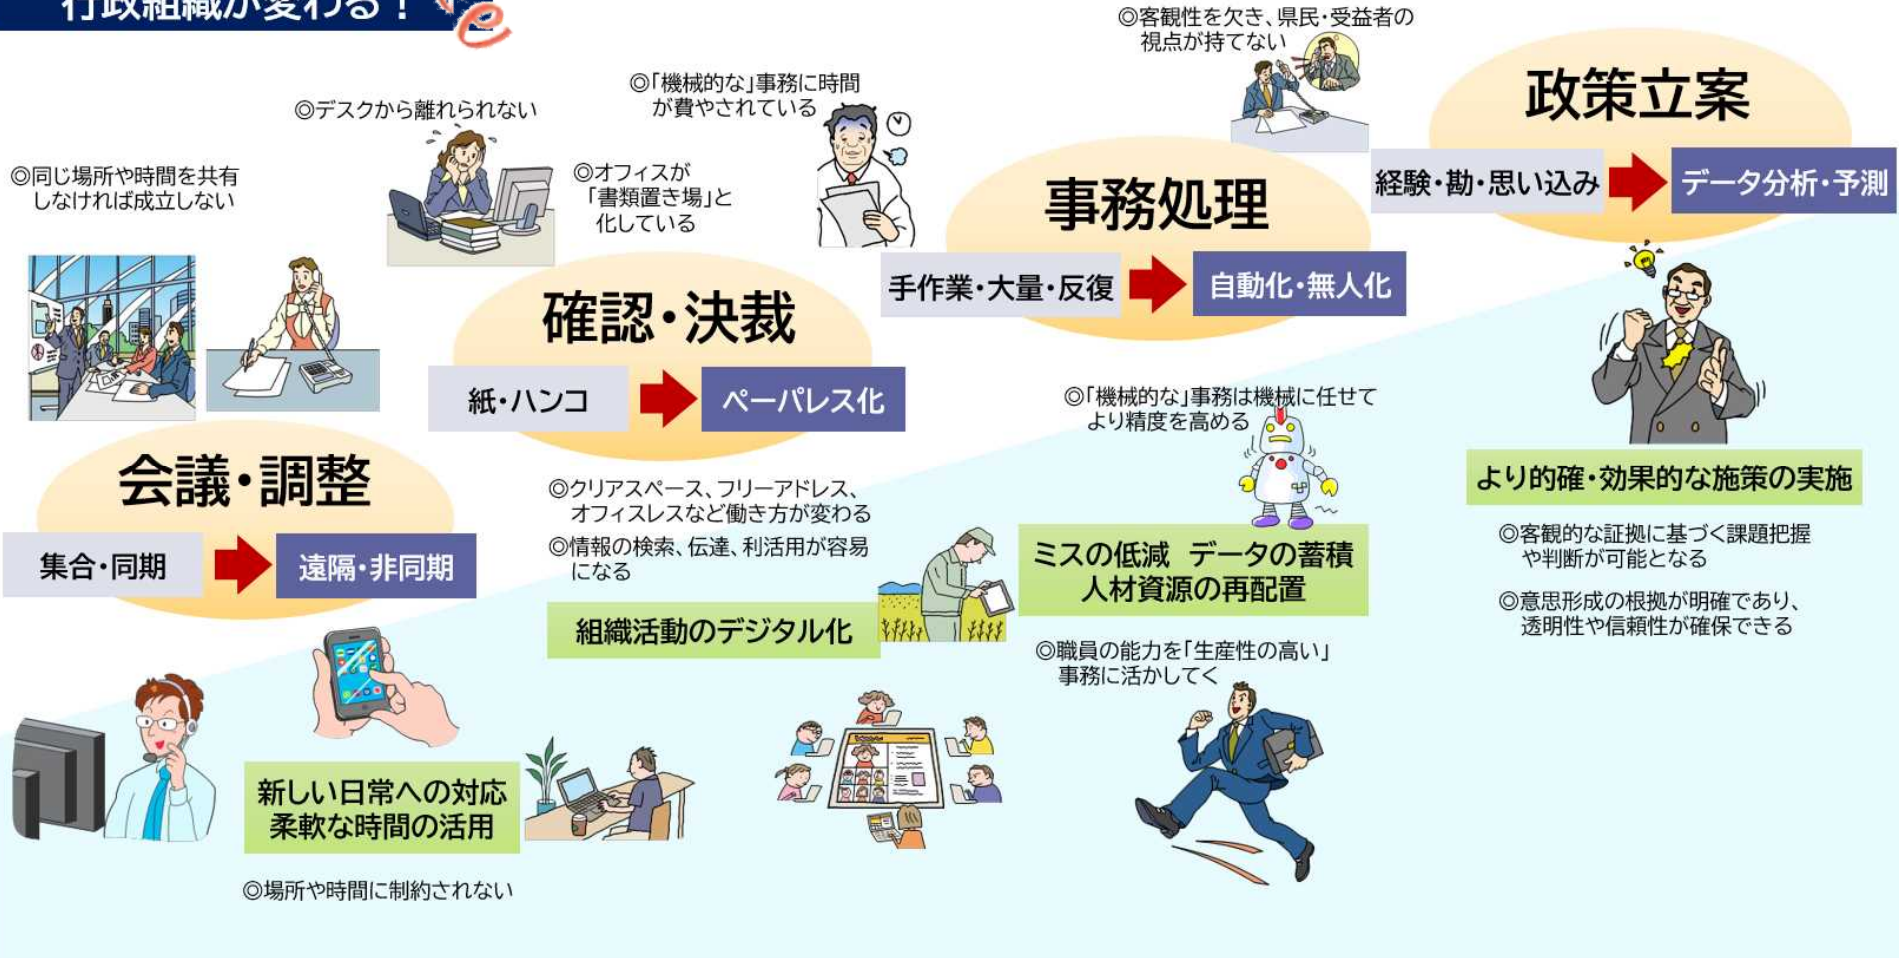 行政組織が変わる!
◎同じ場所や時間を共有
しなければ成立しない
会議・調整
集合・同期
遠隔・非同期
新しい日常への対応
柔軟な時間の活用
◎場所や時間に制約されない
◎デスクから離れられない
◎オフィスが
「書類置き場」と
化している
確認・決裁
紙・ハンコ
ペーパレス化
◎クリアスペース、フリーアドレス、
オフィスレスなど働き方が変わる
◎情報の検索、伝達、利活用が容易
になる
組織活動のデジタル化
◎「機械的な」事務に時間
が費やされている
事務処理
手作業・大量・反復
自動化・無人化
◎「機械的な」事務は機械に任せて
より精度を高める
ミスの低減 データの蓄積
人材資源の再配置
◎職員の能力を「生産性の高い」
事務に活かしてく
◎客観性を欠き、県民・受益者の
視点が持てない
政策立案
経験・勘・思い込み
データ分析・予測
より的確・効果的な施策の実施
◎客観的な証拠に基づく課題把握
や判断が可能となる
◎意思形成の根拠が明確であり、
透明性や信頼性が確保できる